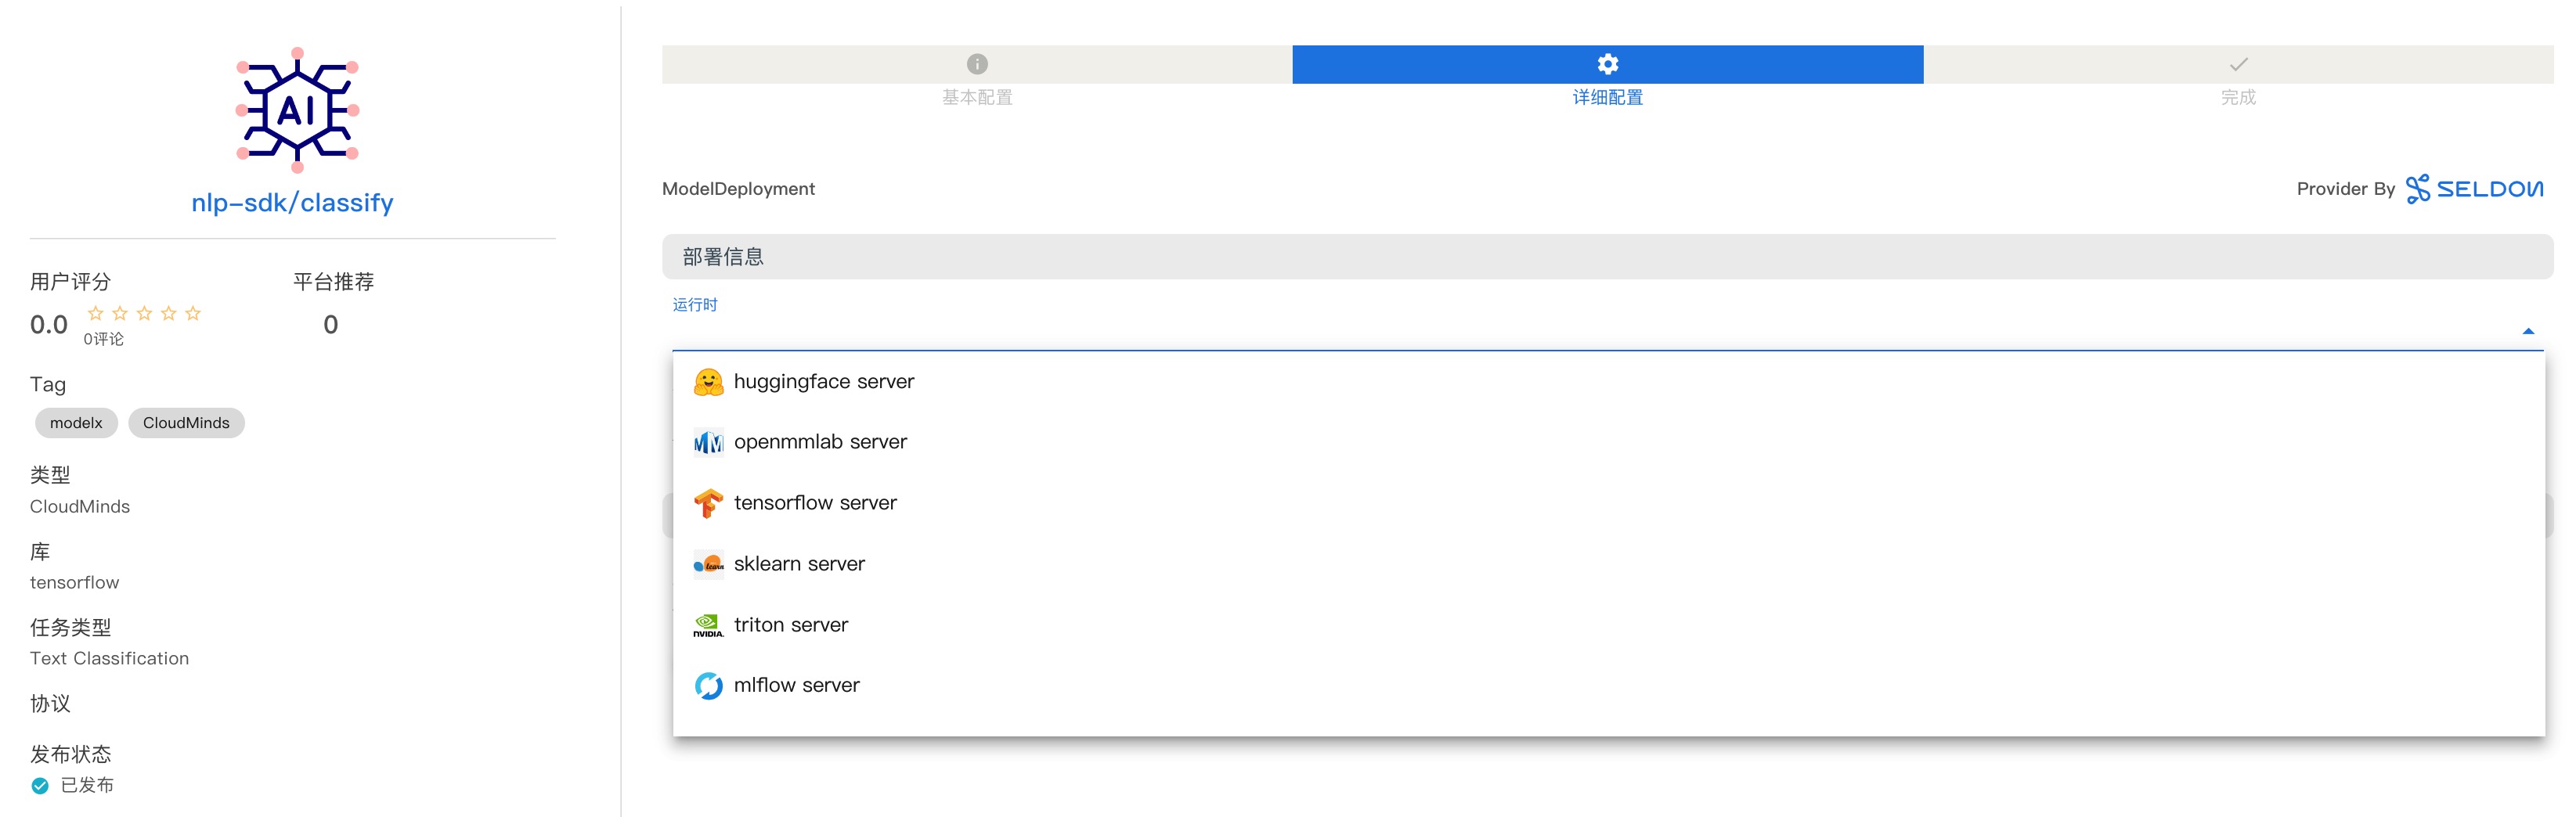 AI
nlp-sdk/classify
用户评分
平台推荐
0.0
0评论
0
Tag
modelx
CloudMinds
类型
CloudMinds
库
tensorflow
任务类型
Text Classification
协议
发布状态
已发布
基本配置
详细配置
完成
ModelDeployment
Provider By SELDON
部署信息
运行时
huggingface server
openmmlab server
tensorflow server
learn sklearn server
NVIDIA. triton server
mlflow server